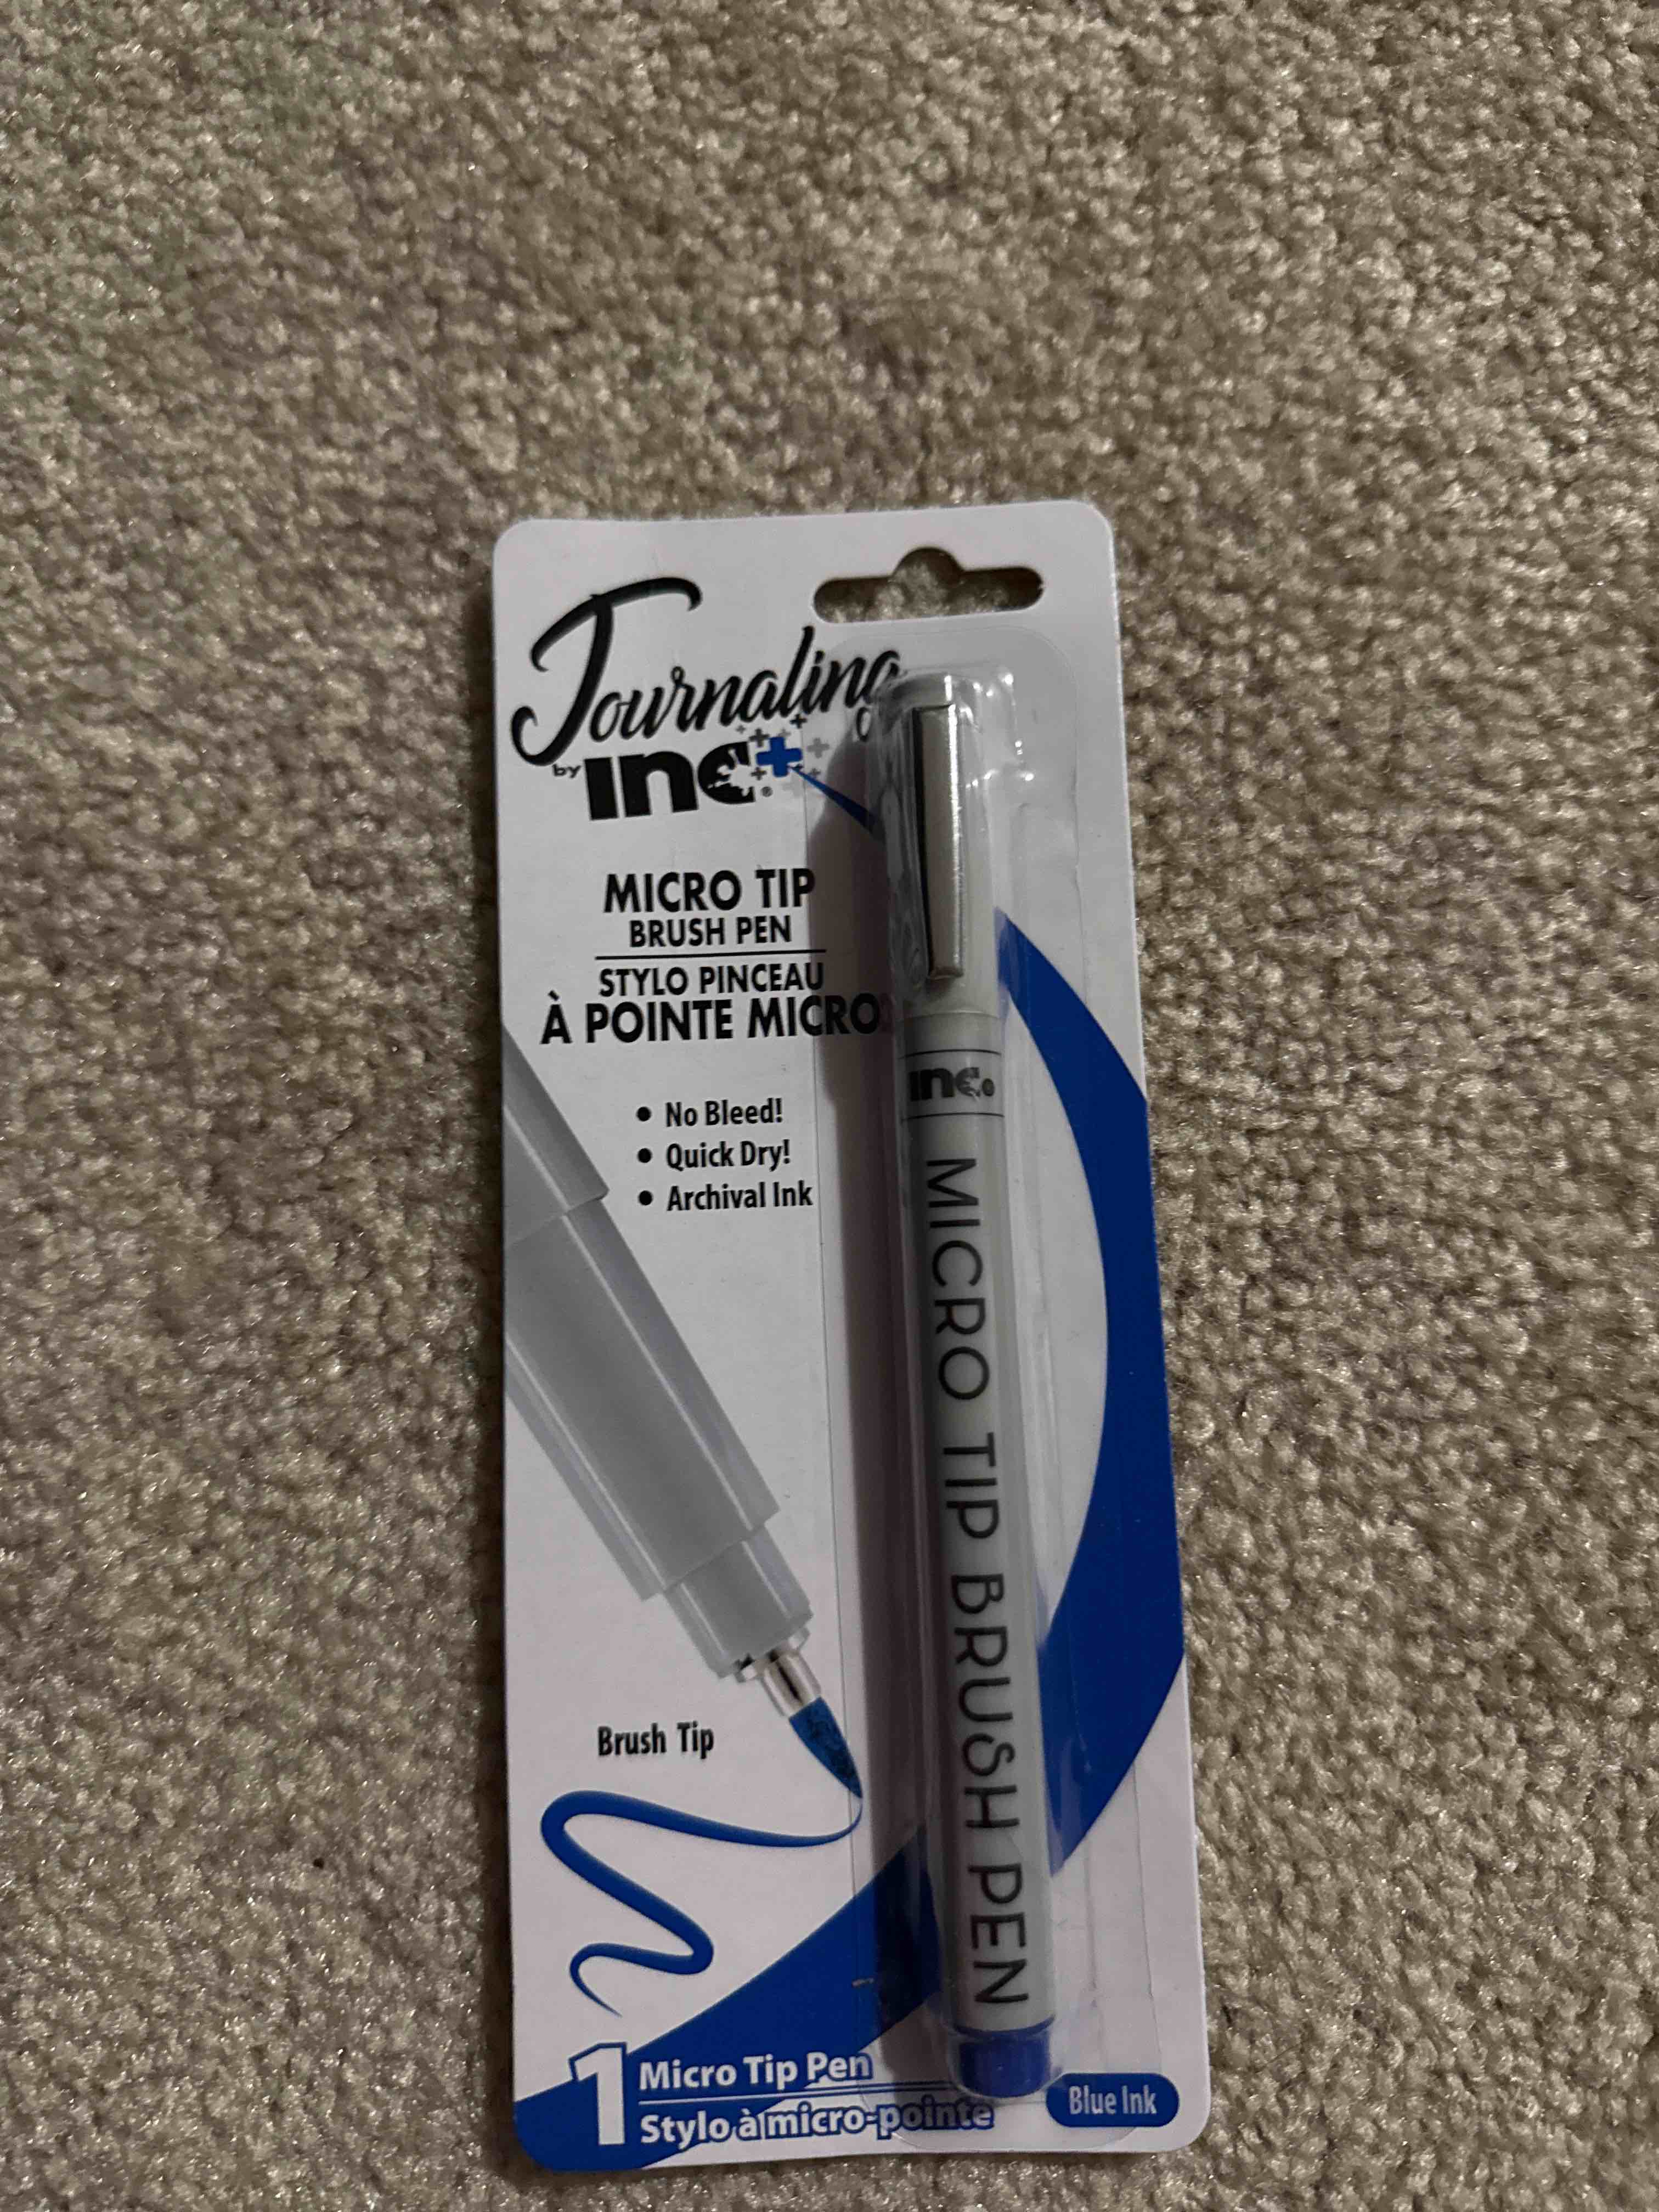 Journaling
by inc+®
MICRO TIP
BRUSH PEN
STYLO PINCEAU
À POINTE MICRO
• No Bleed!
• Quick Dry!
• Archival Ink
inc®
MICRO TIP BRUSH PEN
Brush Tip
1 Micro Tip Pen
Stylo à micro-pointe
Blue Ink